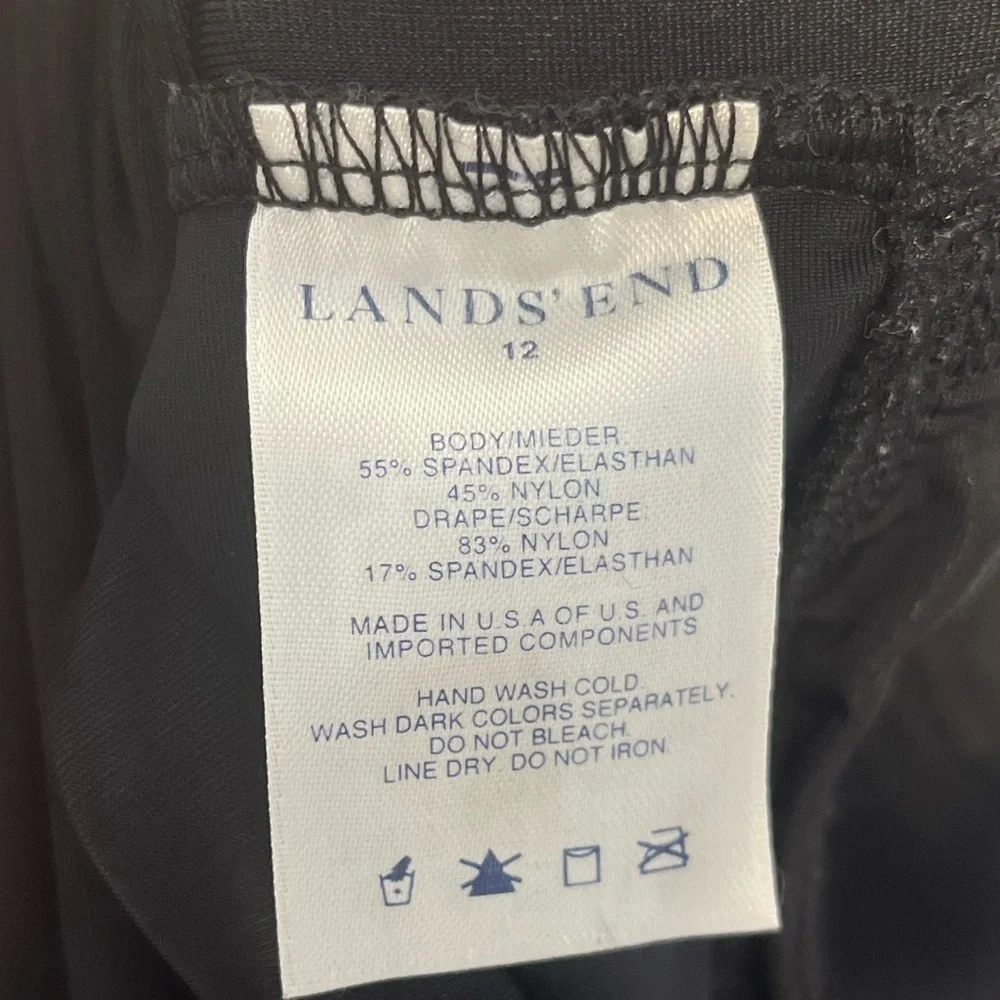 LANDS' END
12
BODY/MIEDER
55% SPANDEX/ELASTHAN
45% NYLON
DRAPE/SCHARPE
83% NYLON
17% SPANDEX/ELASTHAN
MADE IN U.S.A OF U.S. AND
IMPORTED COMPONENTS
HAND WASH COLD
WASH DARK COLORS SEPARATELY.
DO NOT BLEACH.
LINE DRY. DO NOT IRON.